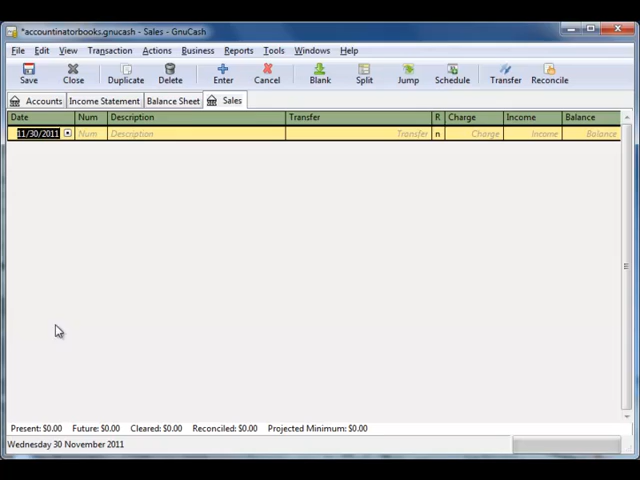 *accountinatorbooks.gnucash - Sales - GnuCash
File Edit View Transaction Actions Business Reports Tools Windows Help
Save Close Duplicate Delete Enter Cancel Blank Split Jump Schedule Transfer Reconcile
Accounts Income Statement Balance Sheet Sales
Date Num Description Transfer R Charge Income Balance
11/30/2011 Num Description Transfer n Charge Income Balance
Present: $0.00 Future: $0.00 Cleared: $0.00 Reconciled: $0.00 Projected Minimum: $0.00
Wednesday 30 November 2011